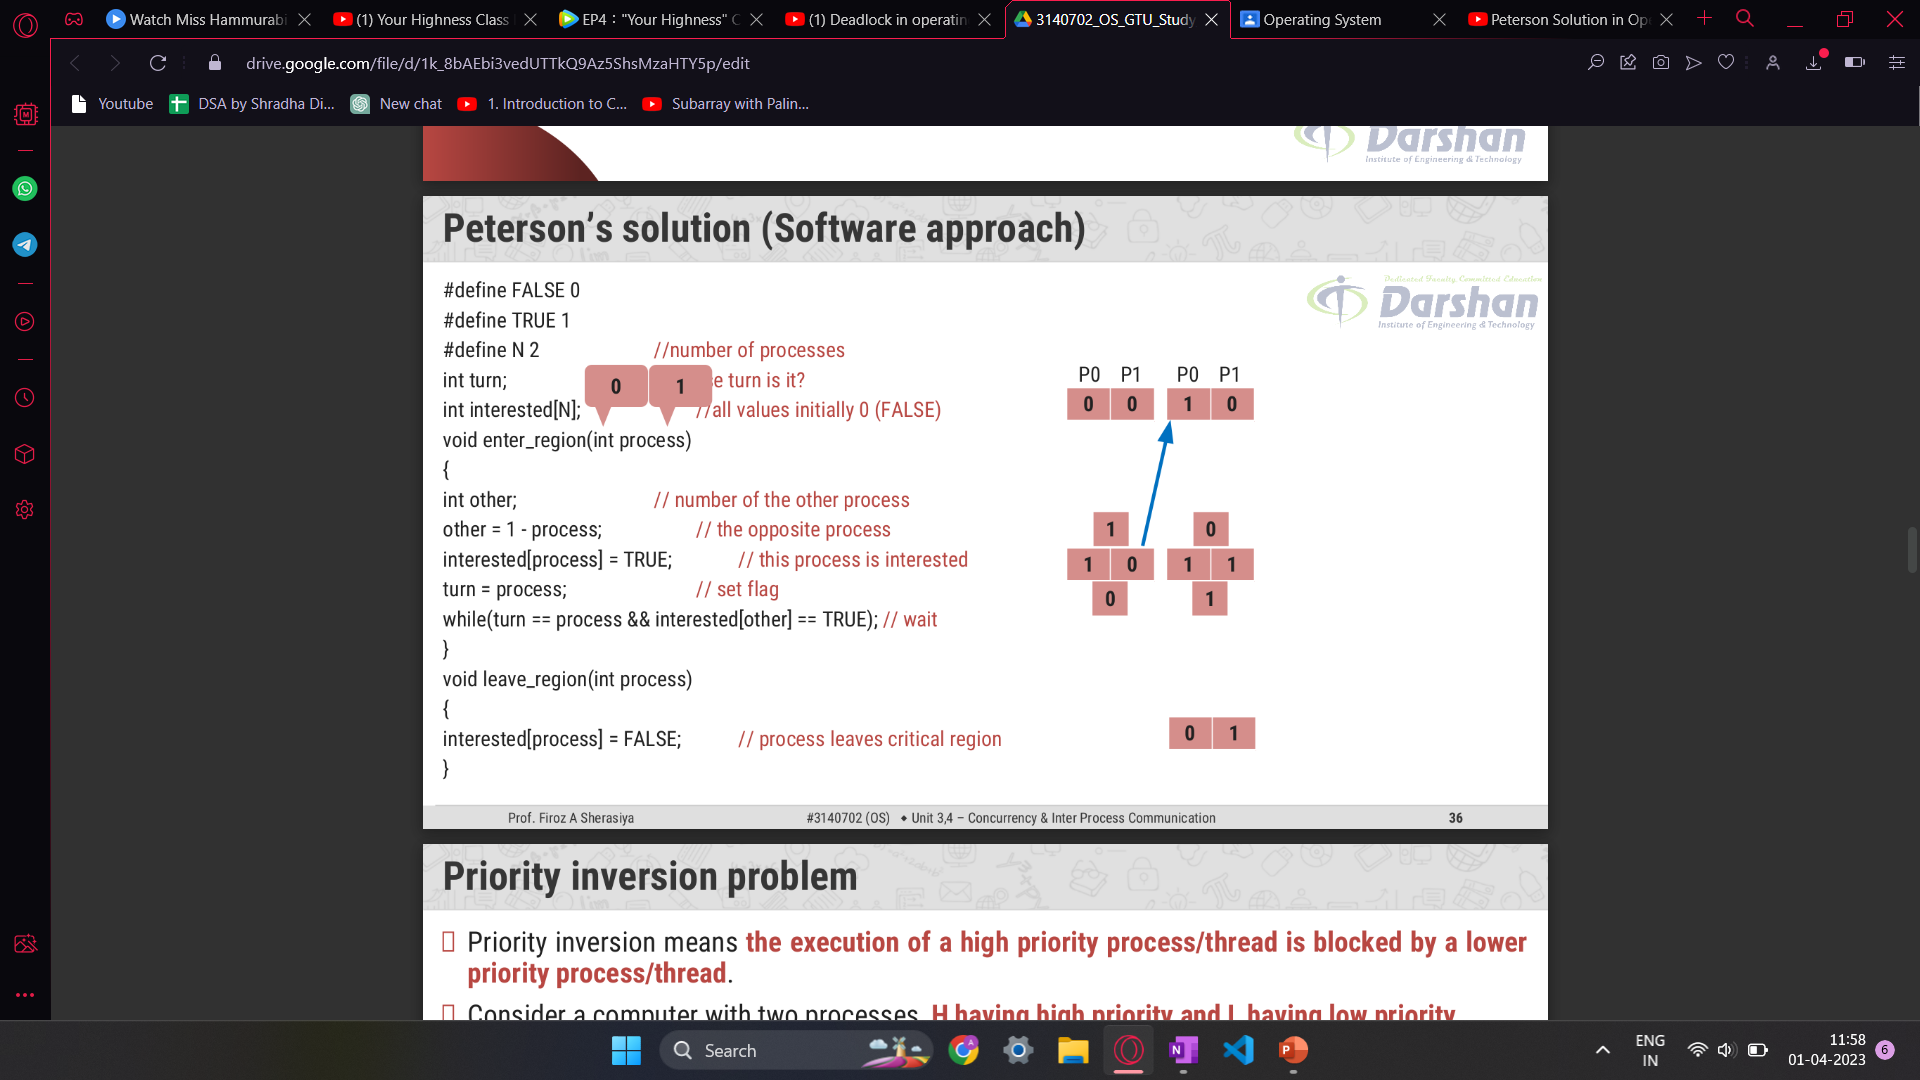 Watch Miss Hammurabi
(1) Your Highness Class
EP4 : "Your Highness" C
(1) Deadlock in operatin
3140702_OS_GTU_Study
Operating System
Peterson Solution in Op
drive.google.com/file/d/1k_8bAEbi3vedUTTkQ9Az5ShsMzaHTY5p/edit
Youtube
DSA by Shradha Di...
New chat
1. Introduction to C...
Subarray with Palin...
Darshan
Institute of Engineering & Technology
Peterson's solution (Software approach)
Dedicated Faculty Committed Education
Darshan
Institute of Engineering & Technology
#define FALSE 0
#define TRUE 1
#define N 2 //number of processes
int turn; e turn is it?
0 1
int interested[N]; //all values initially 0 (FALSE)
void enter_region(int process)
{
int other; // number of the other process
other = 1 - process; // the opposite process
interested[process] = TRUE; // this process is interested
turn = process; // set flag
while(turn == process && interested[other] == TRUE); // wait
}
void leave_region(int process)
{
interested[process] = FALSE; // process leaves critical region
}
P0 P1 P0 P1
0 0 1 0
1 0
1 0 1 1
0 1
0 1
Prof. Firoz A Sherasiya #3140702 (OS) ◆ Unit 3,4 – Concurrency & Inter Process Communication 36
Priority inversion problem
Priority inversion means the execution of a high priority process/thread is blocked by a lower
priority process/thread.
Consider a computer with two processes, H having high priority and L having low priority.
Search
ENG
IN
11:58
01-04-2023
6